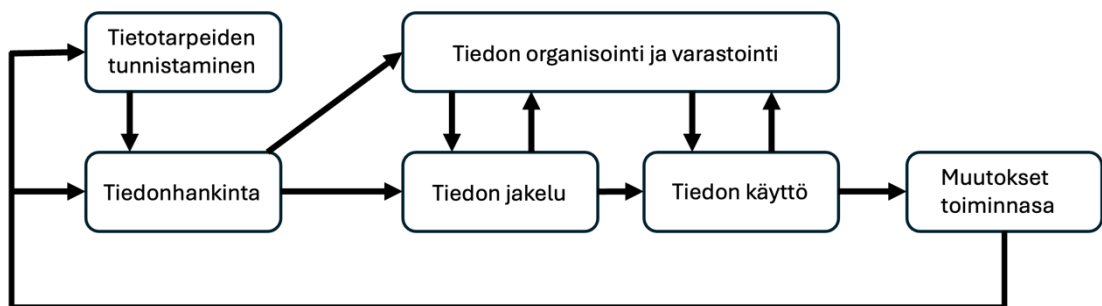 Tietotarpeiden
tunnistaminen
Tiedon organisointi ja varastointi
Tiedonhankinta
Tiedon jakelu
Tiedon käyttö
Muutokset
toiminnasa